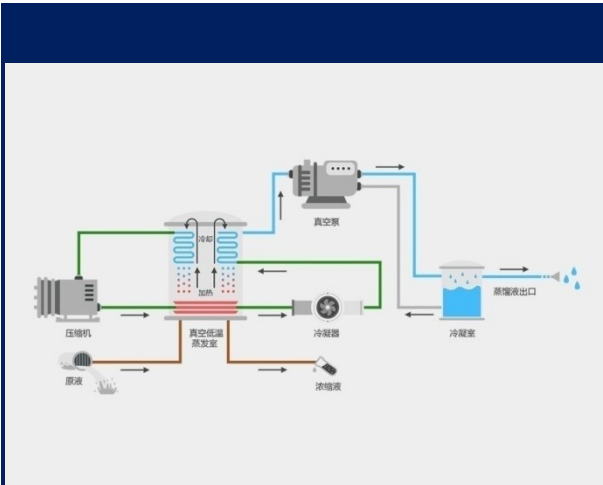 真空泵
冷却
加热
蒸馏液出口
压缩机
真空低温
蒸发室
冷凝器
冷凝室
原液
浓缩液